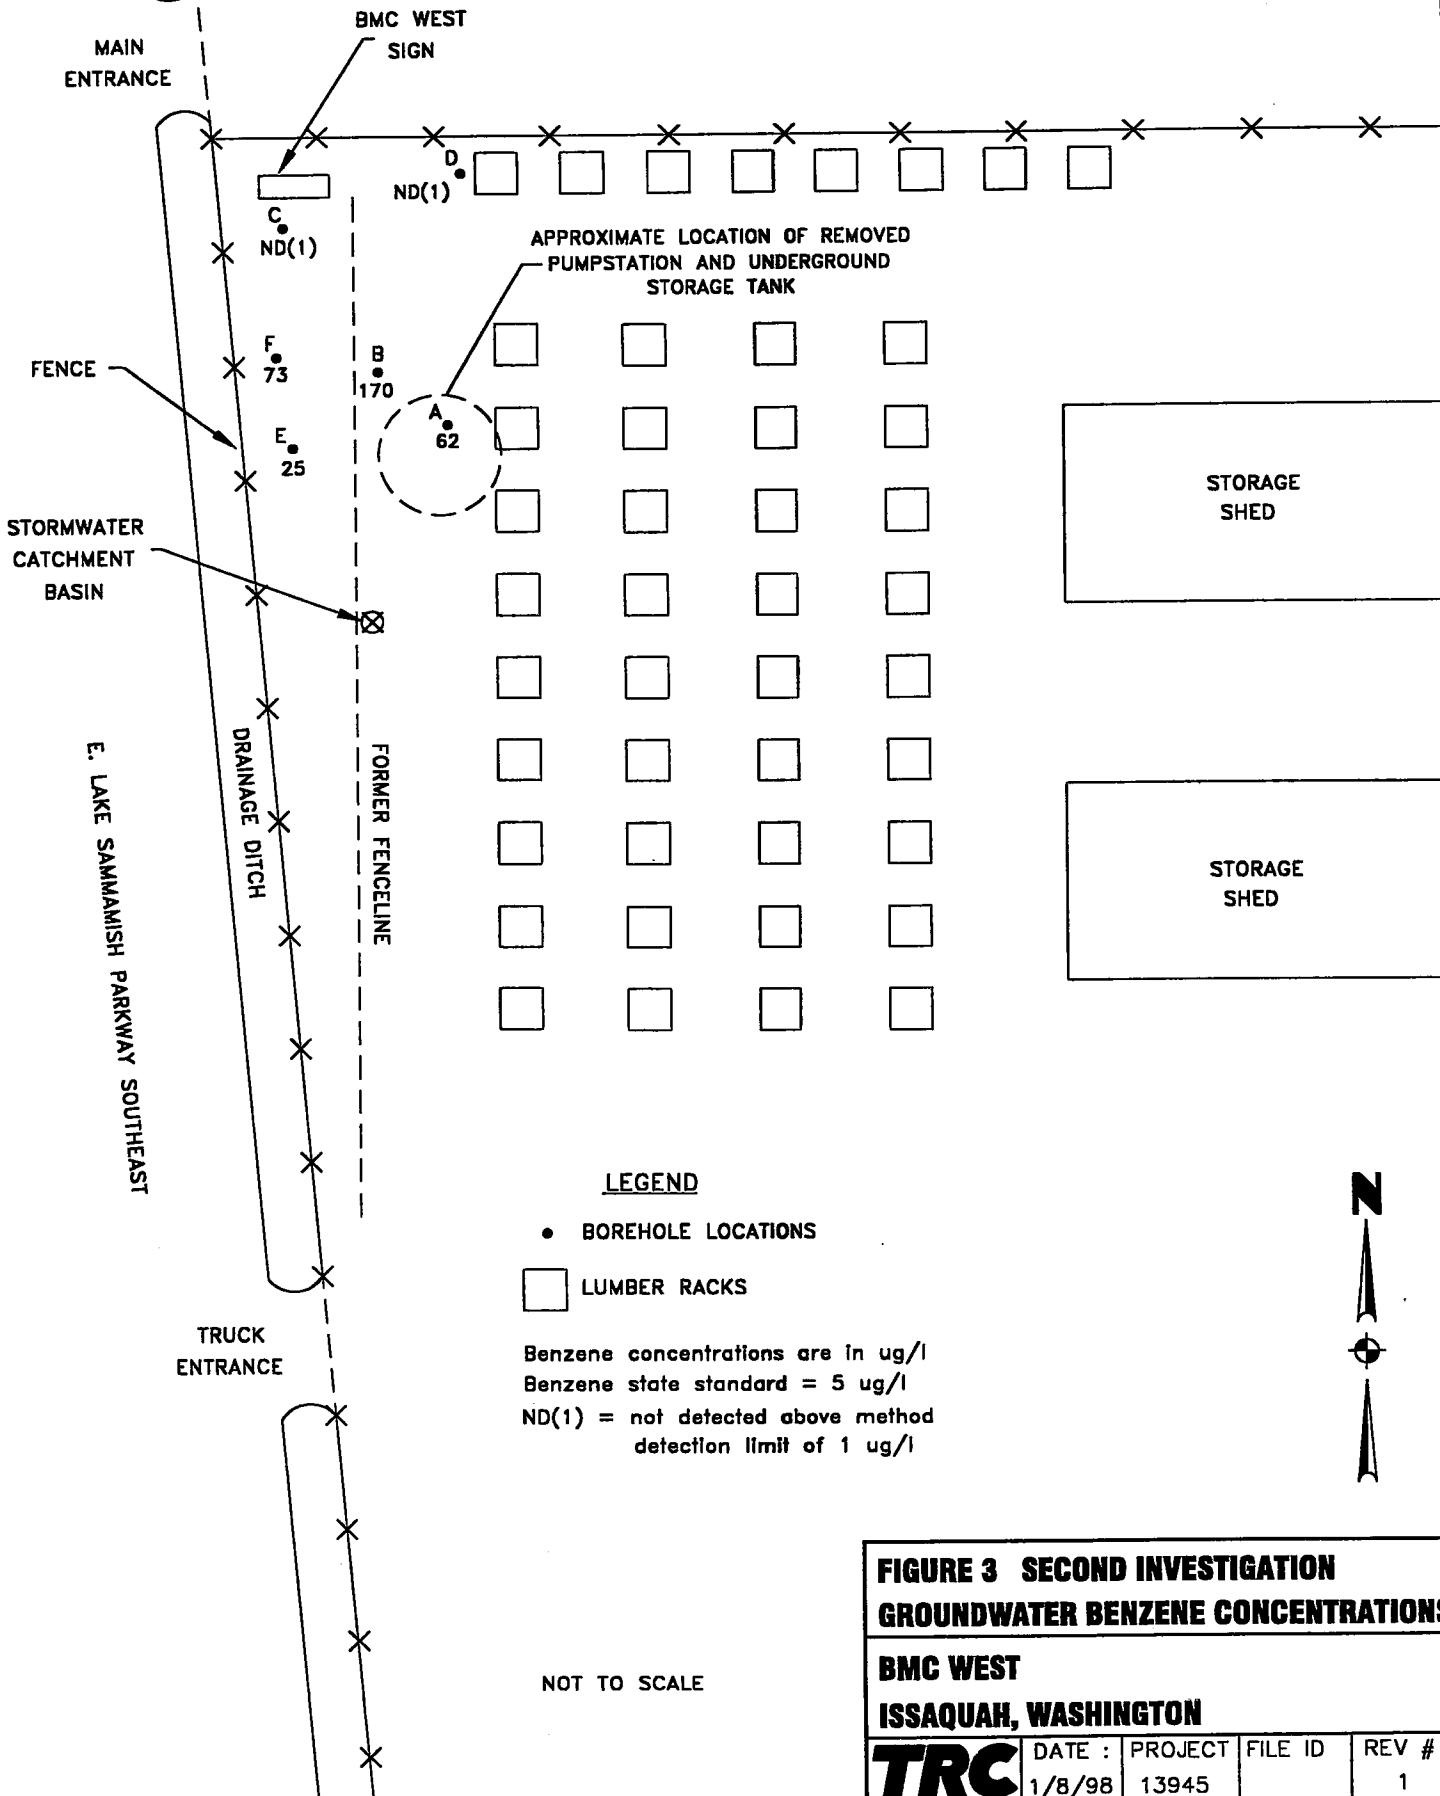 BMC WEST
SIGN
MAIN
ENTRANCE
D
ND(1)
C
ND(1)
APPROXIMATE LOCATION OF REMOVED
PUMPSTATION AND UNDERGROUND
STORAGE TANK
F
73
B
170
FENCE
A
62
E
25
STORAGE
SHED
STORMWATER
CATCHMENT
BASIN
E. LAKE SAMMAMISH PARKWAY SOUTHEAST
DRAINAGE DITCH
FORMER FENCELINE
STORAGE
SHED
LEGEND
BOREHOLE LOCATIONS
LUMBER RACKS
N
TRUCK
ENTRANCE
Benzene concentrations are in ug/l
Benzene state standard = 5 ug/l
ND(1) = not detected above method
detection limit of 1 ug/l
NOT TO SCALE
FIGURE 3 SECOND INVESTIGATION
GROUNDWATER BENZENE CONCENTRATIONS
BMC WEST
ISSAQUAH, WASHINGTON
TRC
DATE : PROJECT FILE ID REV #
1/8/98 13945 1